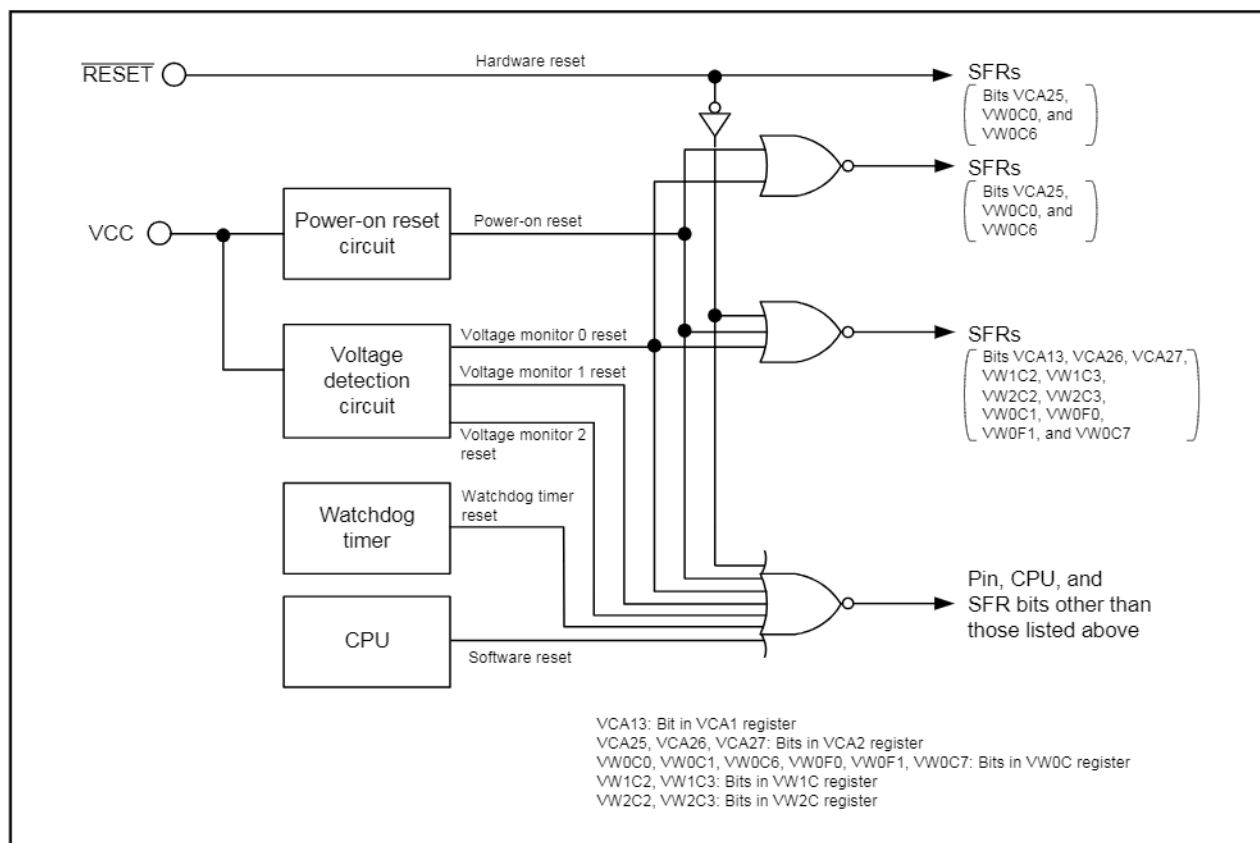 Hardware reset
RESET
SFRs
Bits VCA25,
VW0C0, and
VW0C6
SFRs
Bits VCA25,
VW0C0, and
VW0C6
VCC
Power-on reset
circuit
Power-on reset
Voltage
detection
circuit
Voltage monitor 0 reset
Voltage monitor 1 reset
Voltage monitor 2
reset
SFRs
Bits VCA13, VCA26, VCA27,
VW1C2, VW1C3,
VW2C2, VW2C3,
VW0C1, VW0F0,
VW0F1, and VW0C7
Watchdog
timer
Watchdog timer
reset
CPU
Software reset
Pin, CPU, and
SFR bits other than
those listed above
VCA13: Bit in VCA1 register
VCA25, VCA26, VCA27: Bits in VCA2 register
VW0C0, VW0C1, VW0C6, VW0F0, VW0F1, VW0C7: Bits in VW0C register
VW1C2, VW1C3: Bits in VW1C register
VW2C2, VW2C3: Bits in VW2C register